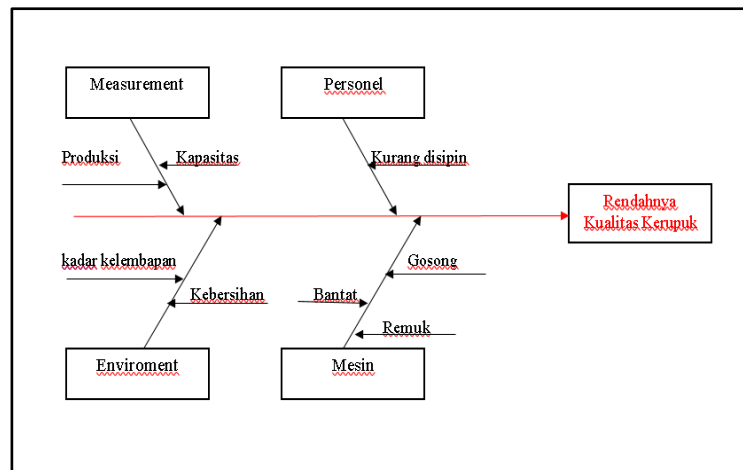 Measurement
Personel
Produksi
Kapasitas
Kurang disipin
Rendahnya
Kualitas Kerupuk
kadar kelembapan
Kebersihan
Gosong
Bantat
Remuk
Enviroment
Mesin